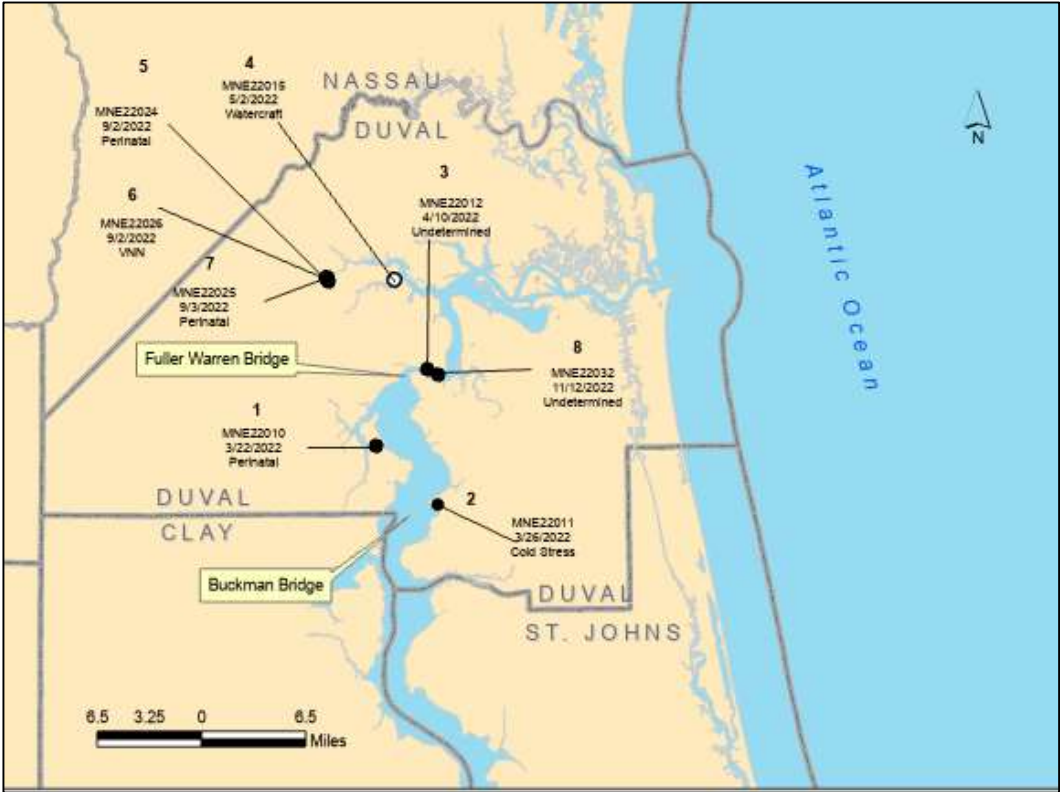 5
MNE22024
9/2/2022
Perinatal
4
MNE22015
5/2/2022
Watercraft
NASSAU
DUVAL
N
6
MNE22026
9/2/2022
VNN
3
MNE22012
4/10/2022
Undetermined
Atlantic Ocean
7
MNE22025
9/3/2022
Perinatal
Fuller Warren Bridge
8
MNE22032
11/12/2022
Undetermined
1
MNE22010
3/22/2022
Perinatal
2
MNE22011
3/26/2022
Cold Stress
DUVAL
CLAY
Buckman Bridge
DUVAL
ST. JOHNS
6.5 3.25 0 6.5
Miles